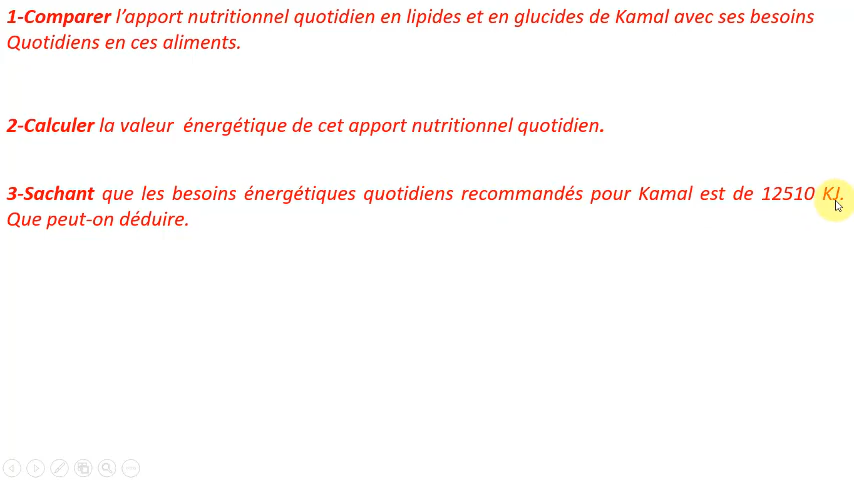 1-Comparer l’apport nutritionnel quotidien en lipides et en glucides de Kamal avec ses besoins
Quotidiens en ces aliments.
2-Calculer la valeur énergétique de cet apport nutritionnel quotidien.
3-Sachant que les besoins énergétiques quotidiens recommandés pour Kamal est de 12510 KJ.
Que peut-on déduire.